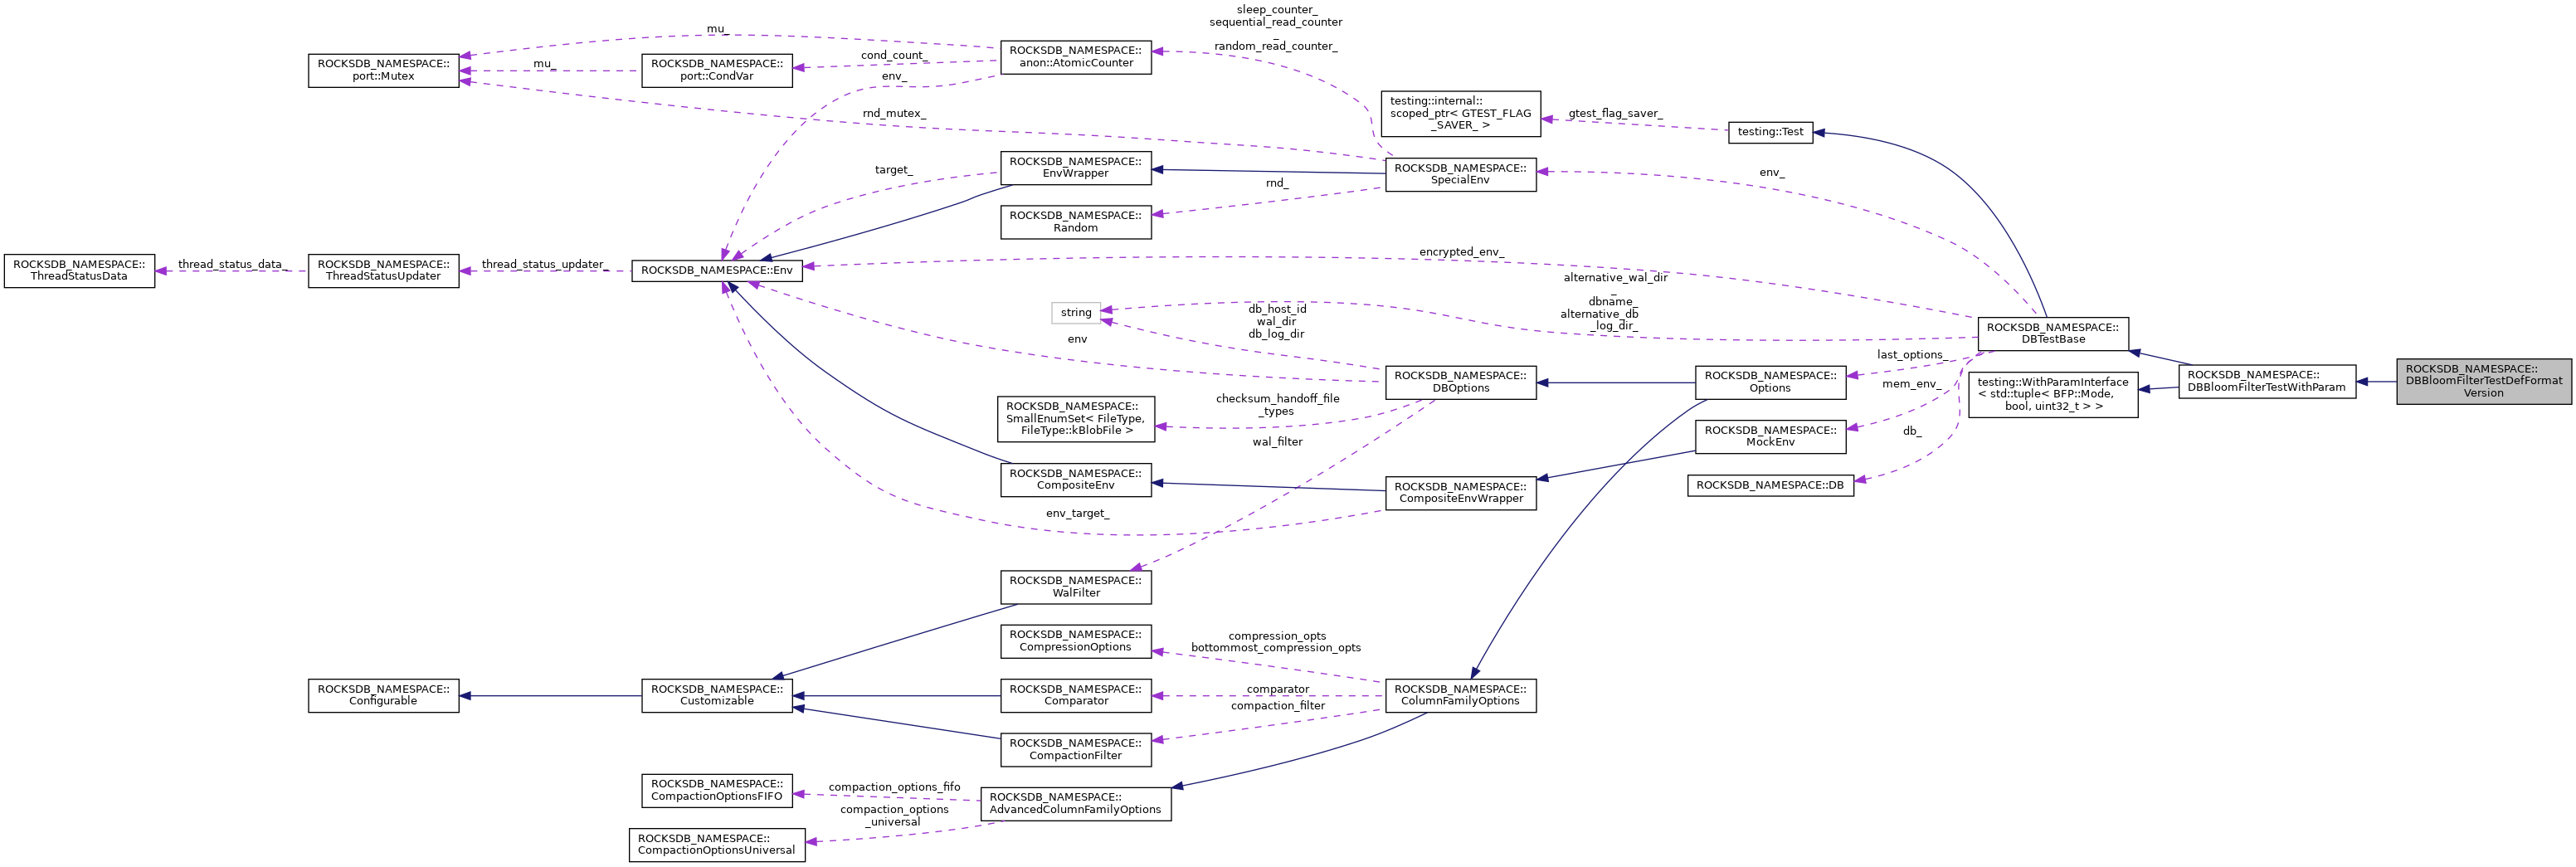 sleep_counter_
sequential_read_counter
_
random_read_counter_
mu_
ROCKSDB_NAMESPACE::
port::Mutex
mu_
ROCKSDB_NAMESPACE::
port::CondVar
cond_count_
env_
ROCKSDB_NAMESPACE::
anon::AtomicCounter
rnd_mutex_
testing::internal::
scoped_ptr< GTEST_FLAG
_SAVER_ >
gtest_flag_saver_
testing::Test
target_
ROCKSDB_NAMESPACE::
EnvWrapper
rnd_
ROCKSDB_NAMESPACE::
SpecialEnv
env_
ROCKSDB_NAMESPACE::
Random
ROCKSDB_NAMESPACE::
ThreadStatusData
thread_status_data_
ROCKSDB_NAMESPACE::
ThreadStatusUpdater
thread_status_updater_
ROCKSDB_NAMESPACE::Env
encrypted_env_
alternative_wal_dir
_
dbname_
alternative_db
_log_dir_
string
db_host_id
wal_dir
db_log_dir
env
ROCKSDB_NAMESPACE::
DBTestBase
last_options_
mem_env_
db_
ROCKSDB_NAMESPACE::
DBOptions
ROCKSDB_NAMESPACE::
Options
testing::WithParamInterface
< std::tuple< BFP::Mode,
bool, uint32_t > >
ROCKSDB_NAMESPACE::
DBBloomFilterTestWithParam
ROCKSDB_NAMESPACE::
DBBloomFilterTestDefFormat
Version
checksum_handoff_file
_types
wal_filter
ROCKSDB_NAMESPACE::
SmallEnumSet< FileType,
FileType::kBlobFile >
ROCKSDB_NAMESPACE::
MockEnv
ROCKSDB_NAMESPACE::
CompositeEnv
ROCKSDB_NAMESPACE::
CompositeEnvWrapper
ROCKSDB_NAMESPACE::DB
env_target_
ROCKSDB_NAMESPACE::
WalFilter
ROCKSDB_NAMESPACE::
CompressionOptions
compression_opts
bottommost_compression_opts
ROCKSDB_NAMESPACE::
Configurable
ROCKSDB_NAMESPACE::
Customizable
ROCKSDB_NAMESPACE::
Comparator
comparator
compaction_filter
ROCKSDB_NAMESPACE::
ColumnFamilyOptions
ROCKSDB_NAMESPACE::
CompactionFilter
ROCKSDB_NAMESPACE::
CompactionOptionsFIFO
compaction_options_fifo
compaction_options
_universal
ROCKSDB_NAMESPACE::
AdvancedColumnFamilyOptions
ROCKSDB_NAMESPACE::
CompactionOptionsUniversal